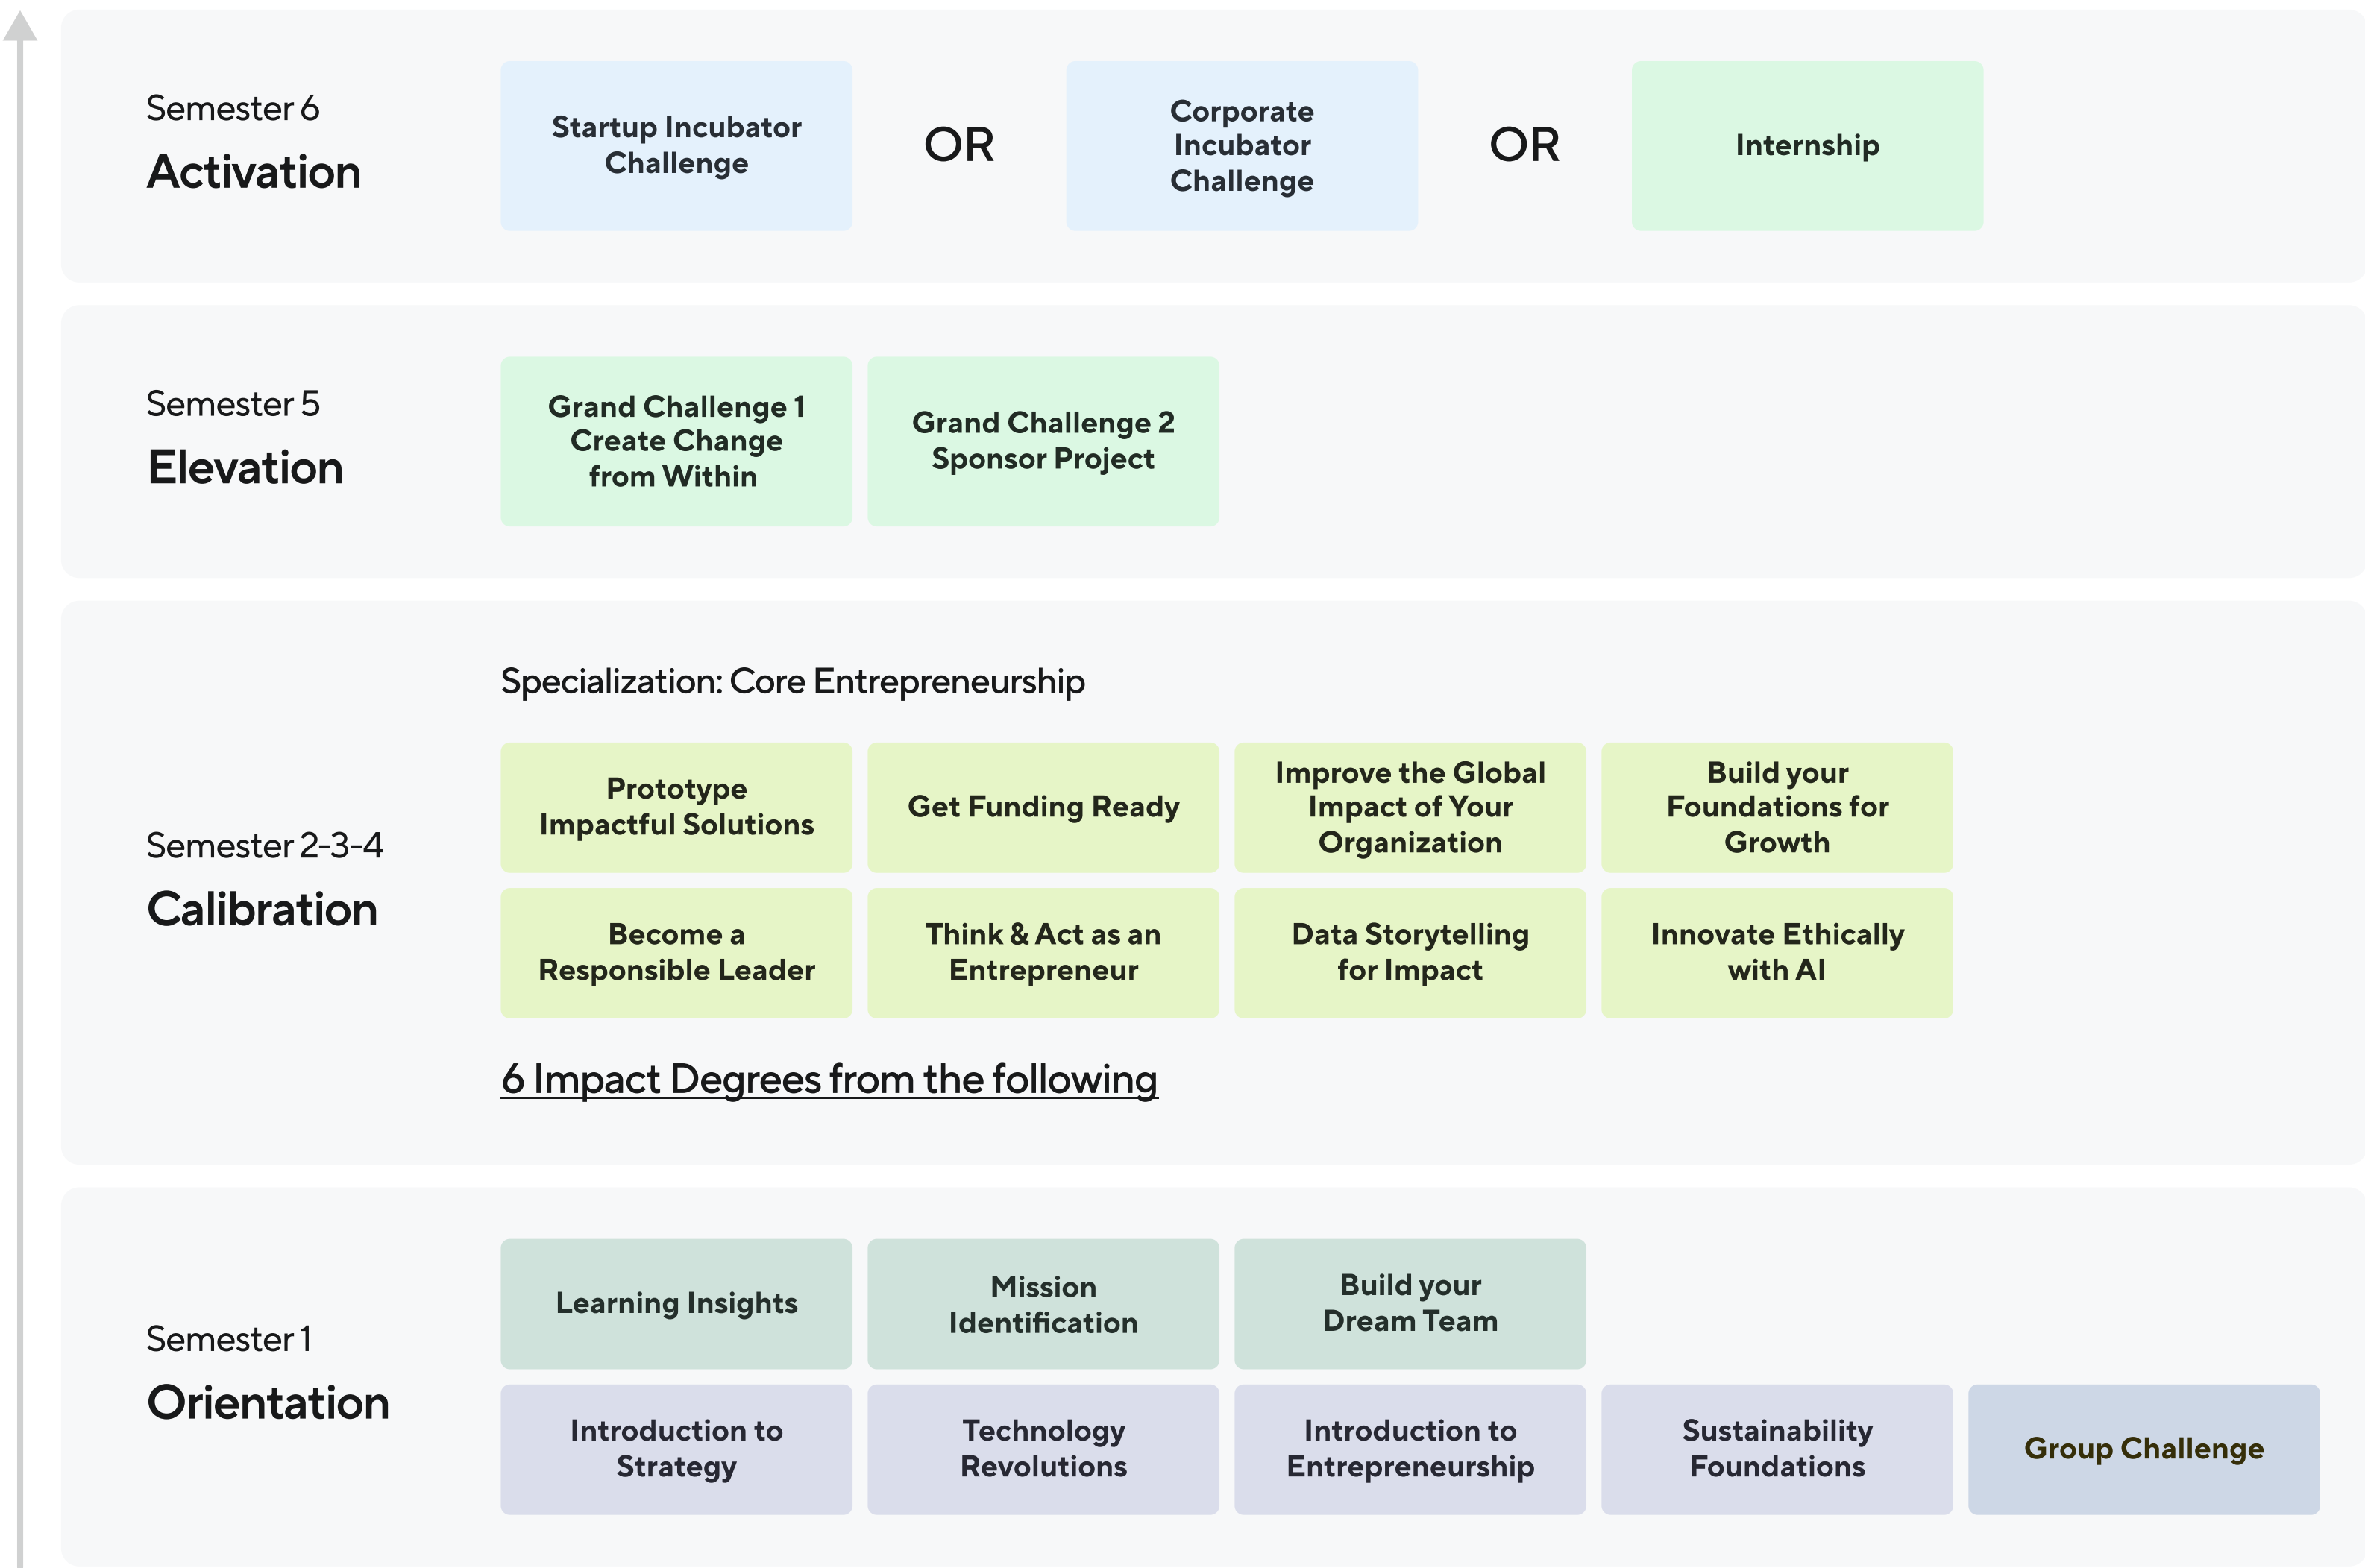 Semester 6
Activation
Startup Incubator
Challenge
OR
Corporate
Incubator
Challenge
OR
Internship
Semester 5
Elevation
Grand Challenge 1
Create Change
from Within
Grand Challenge 2
Sponsor Project
Semester 2-3-4
Calibration
Specialization: Core Entrepreneurship
Prototype
Impactful Solutions
Get Funding Ready
Improve the Global
Impact of Your
Organization
Build your
Foundations for
Growth
Become a
Responsible Leader
Think & Act as an
Entrepreneur
Data Storytelling
for Impact
Innovate Ethically
with AI
6 Impact Degrees from the following
Semester 1
Orientation
Learning Insights
Mission
Identification
Build your
Dream Team
Introduction to
Strategy
Technology
Revolutions
Introduction to
Entrepreneurship
Sustainability
Foundations
Group Challenge